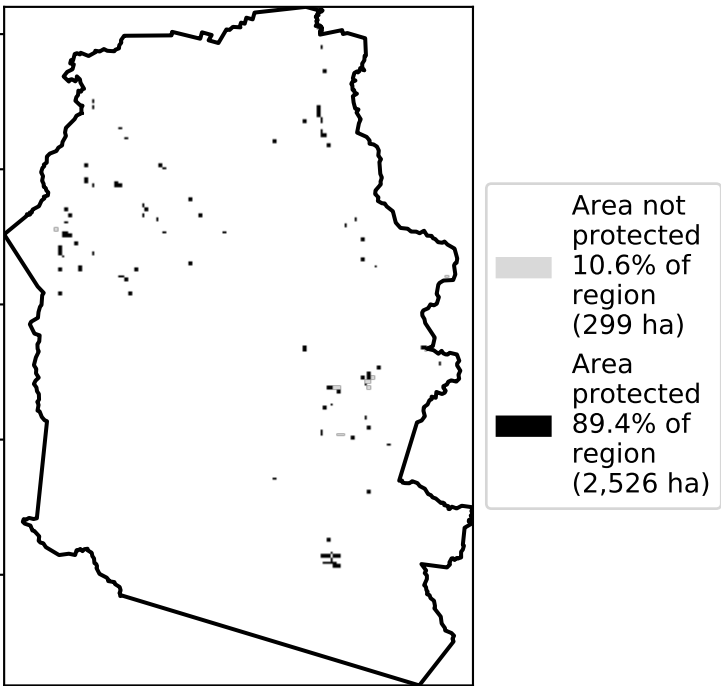 Area not
protected
10.6% of
region
(299 ha)
Area
protected
89.4% of
region
(2,526 ha)